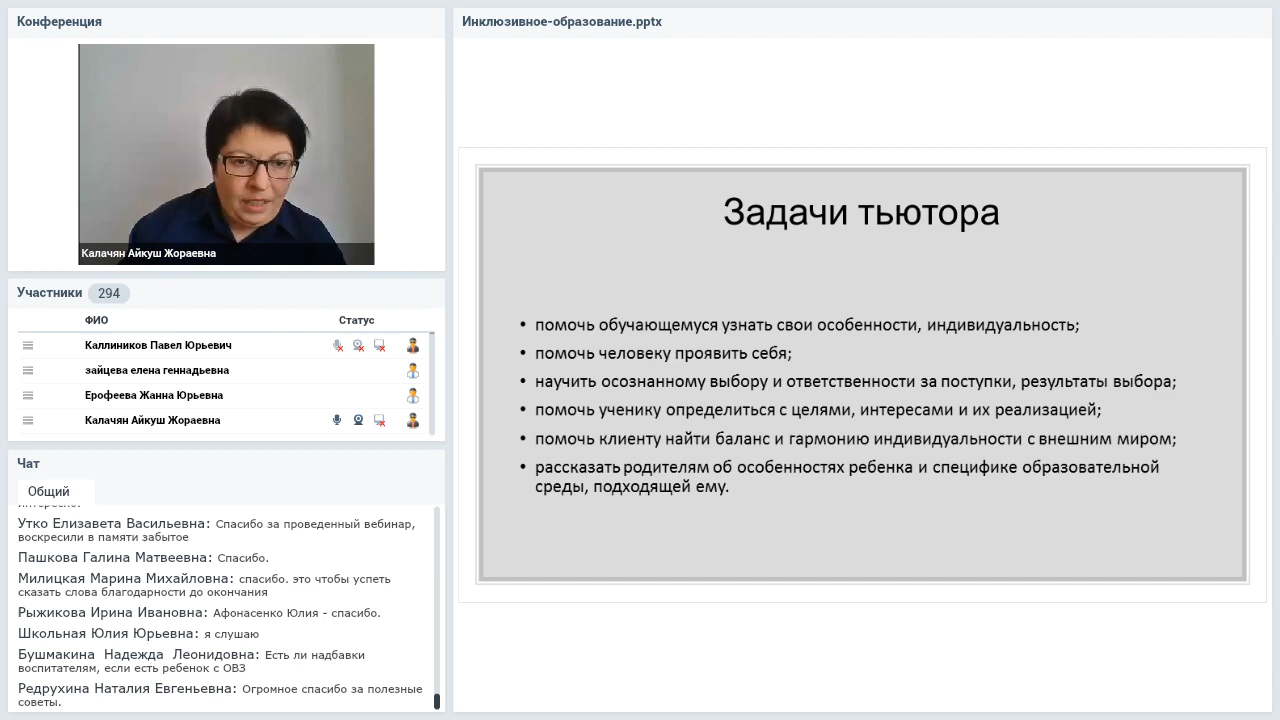 Конференция
Калачян Айкуш Жораевна
Участники 294
ФИО Статус
Каллиников Павел Юрьевич
зайцева елена геннадьевна
Ерофеева Жанна Юрьевна
Калачян Айкуш Жораевна
Чат
Общий
Утко Елизавета Васильевна: Спасибо за проведенный вебинар,
воскресили в памяти забытое
Пашкова Галина Матвеевна: Спасибо.
Милицкая Марина Михайловна: спасибо. это чтобы успеть
сказать слова благодарности до окончания
Рыжикова Ирина Ивановна: Афонасенко Юлия - спасибо.
Школьная Юлия Юрьевна: я слушаю
Бушмакина Надежда Леонидовна: Есть ли надбавки
воспитателям, если есть ребенок с ОВЗ
Редрухина Наталия Евгеньевна: Огромное спасибо за полезные
советы.
Инклюзивное-образование.pptx
Задачи тьютора
• помочь обучающемуся узнать свои особенности, индивидуальность;
• помочь человеку проявить себя;
• научить осознанному выбору и ответственности за поступки, результаты выбора;
• помочь ученику определиться с целями, интересами и их реализацией;
• помочь клиенту найти баланс и гармонию индивидуальности с внешним миром;
• рассказать родителям об особенностях ребенка и специфике образовательной
среды, подходящей ему.